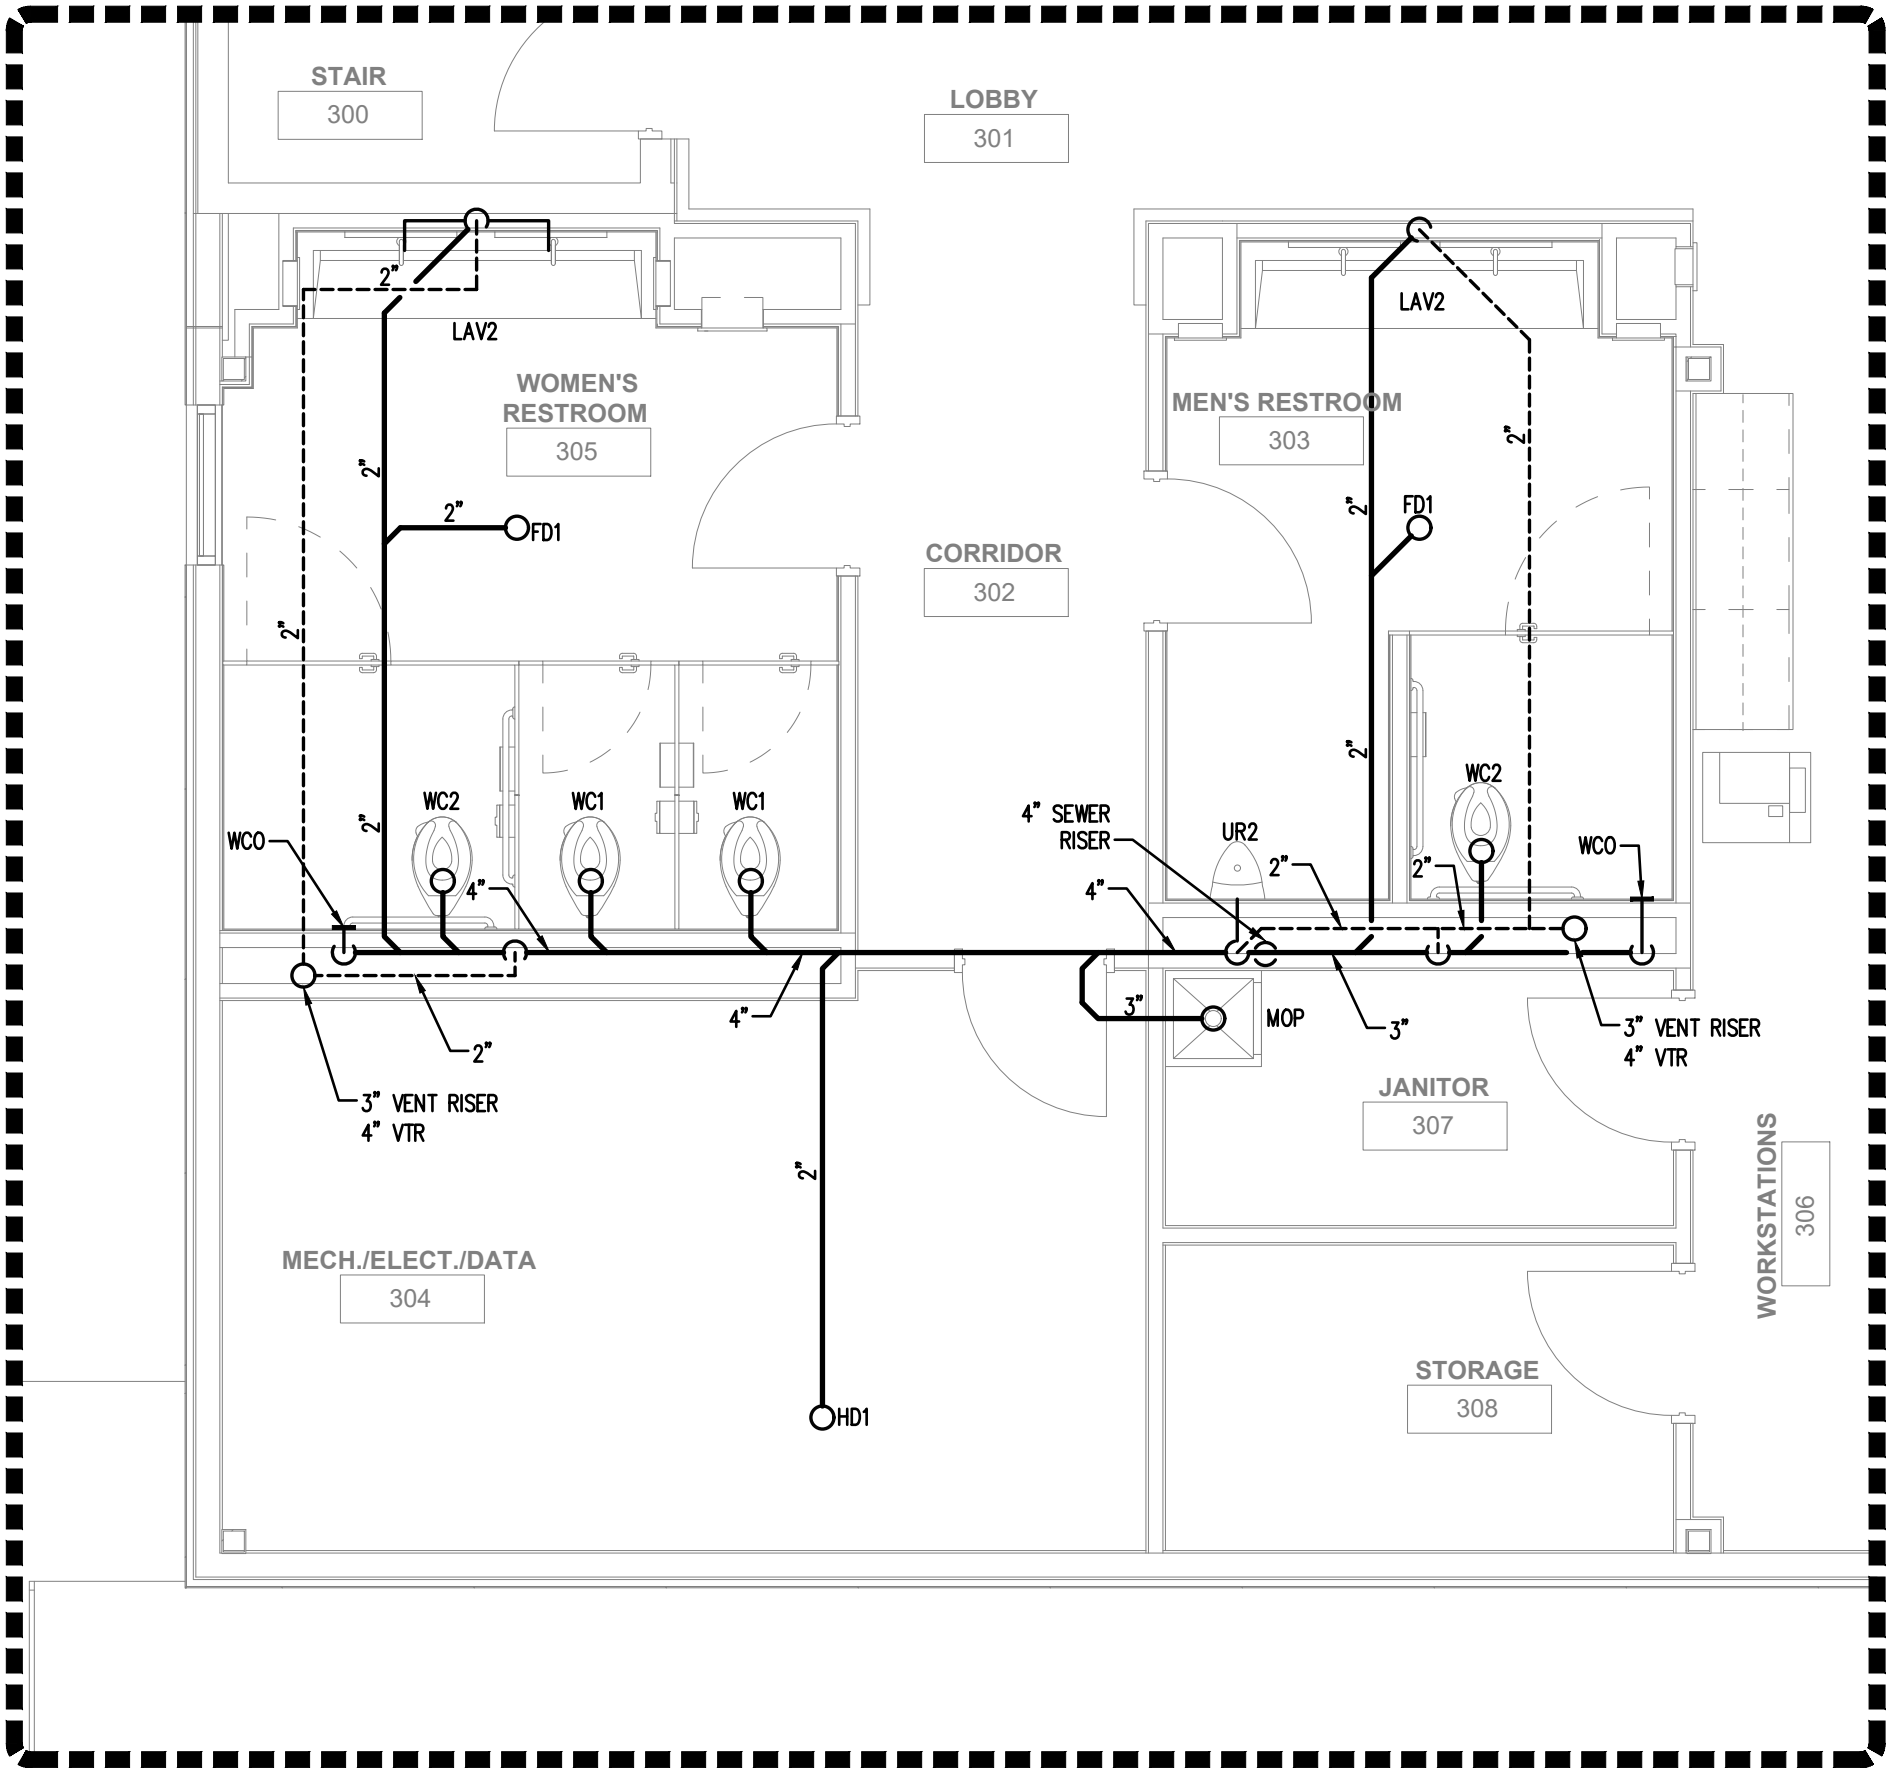 STAIR
300
LOBBY
301
2”
LAV2
LAV2
WOMEN'S
RESTROOM
305
MEN'S RESTROOM
303
2”
2”
2”
FD1
2”
FD1
CORRIDOR
302
2”
2”
WC2
WC2
WC1
WC1
2”
WCO
4”
4” SEWER
RISER
UR2
2”
2”
WCO
4”
4”
3”
MOP
3”
3” VENT RISER
4” VTR
2”
3” VENT RISER
4” VTR
JANITOR
307
2”
WORKSTATIONS
306
MECH./ELECT./DATA
304
STORAGE
308
HD1